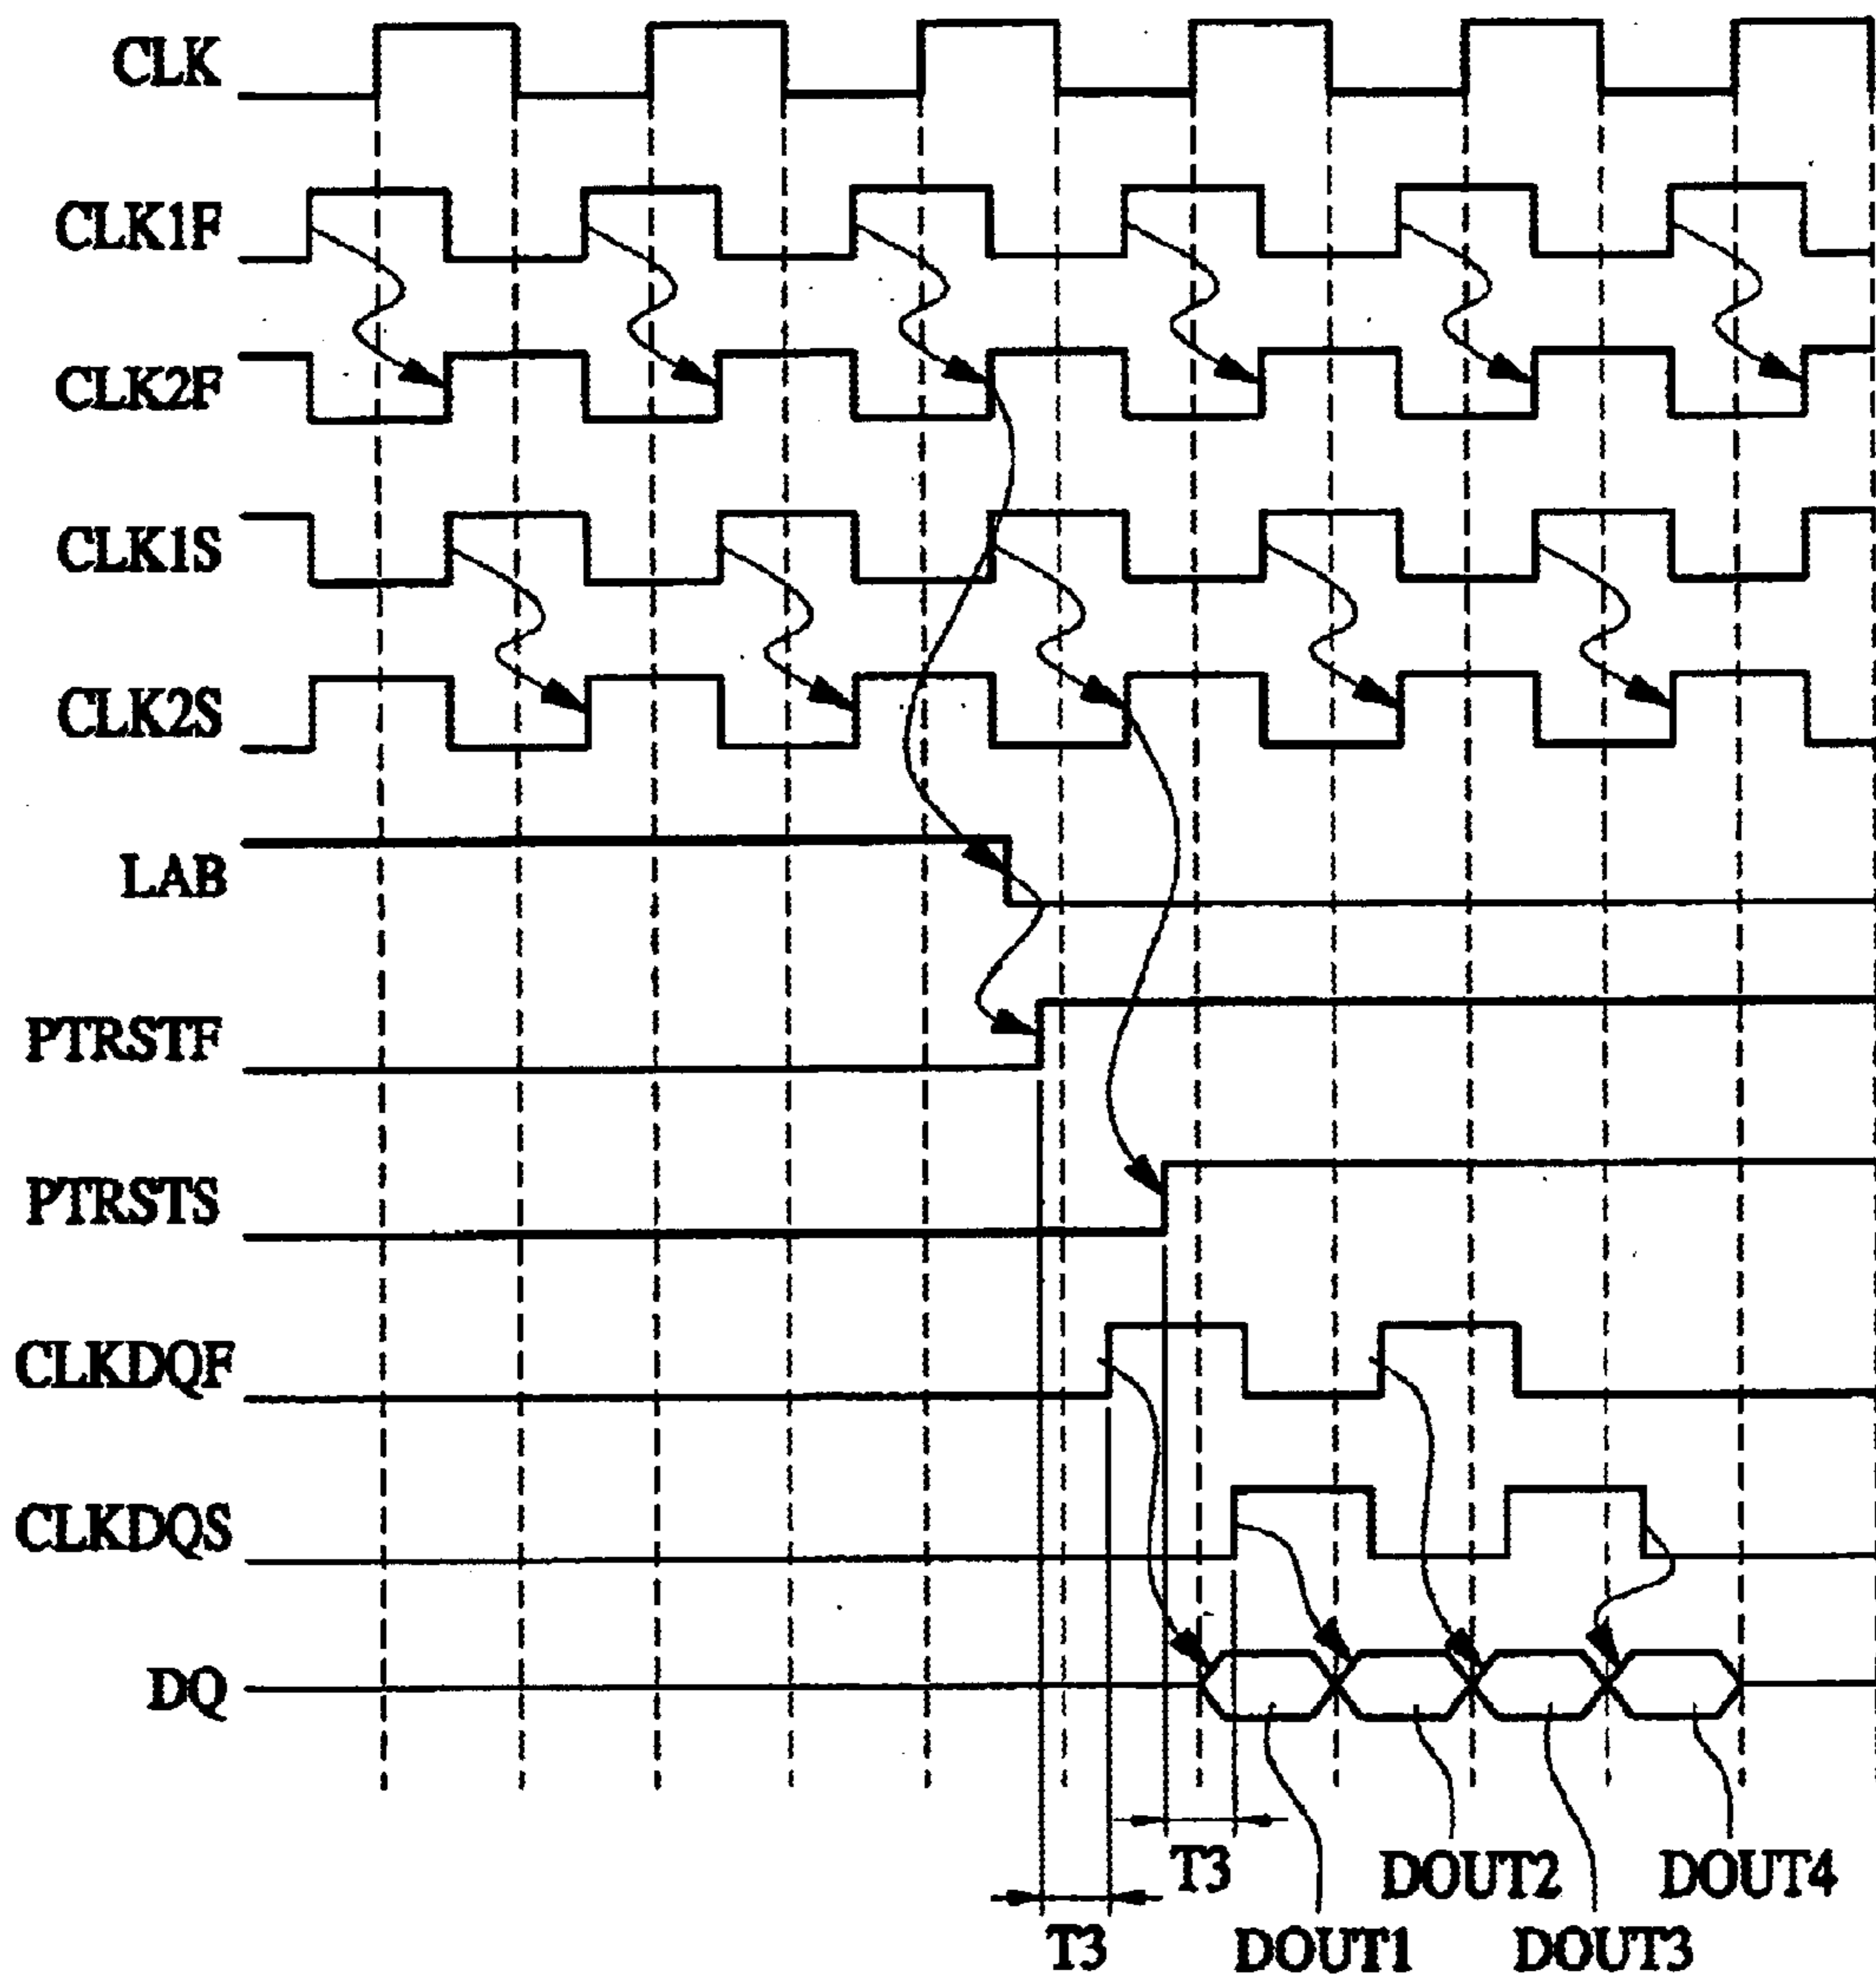 CLK
CLK1F
CLK2F
CLK1S
CLK2S
LAB
PTRSTF
PTRSTS
CLKDQF
CLKDQS
DQ
T3
DOUT2
DOUT4
T3
DOUT1
DOUT3